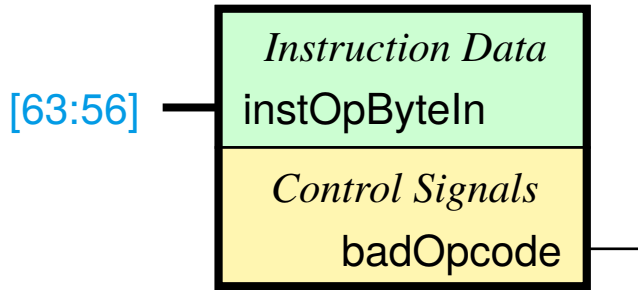 Instruction Data
[63:56] instOpByteIn
Control Signals
badOpcode